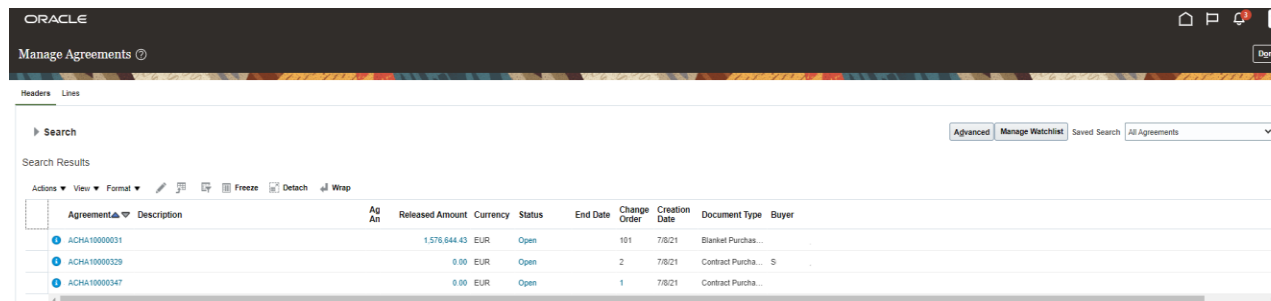 ORACLE
3
Manage Agreements
Headers Lines
Search
Advanced Manage Watchlist Saved Search All Agreements
Search Results
Actions View Format Freeze Detach Wrap
Agreement Description Ag An Released Amount Currency Status End Date Change Order Creation Date Document Type Buyer
ACHA10000031 1,576,644.43 EUR Open 101 7/8/21 Blanket Purchas...
ACHA10000329 0.00 EUR Open 2 7/8/21 Contract Purcha... S
ACHA10000347 0.00 EUR Open 1 7/8/21 Contract Purcha...